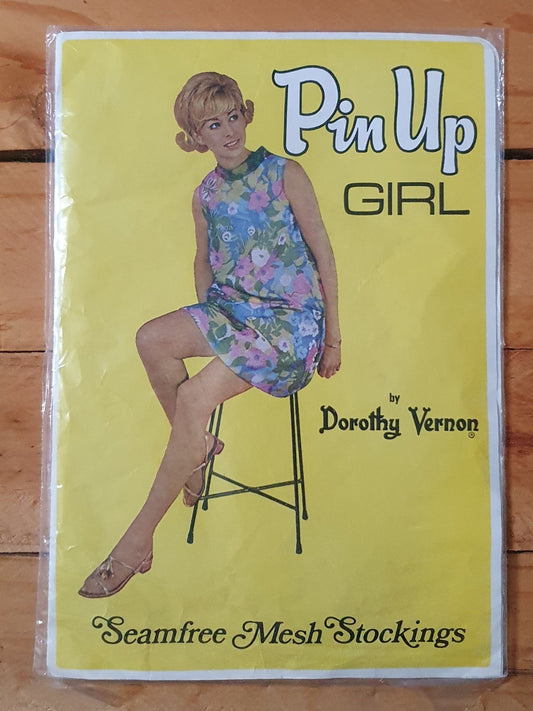 Pin Up
GIRL
by
Dorothy Vernon®
Seamfree Mesh Stockings